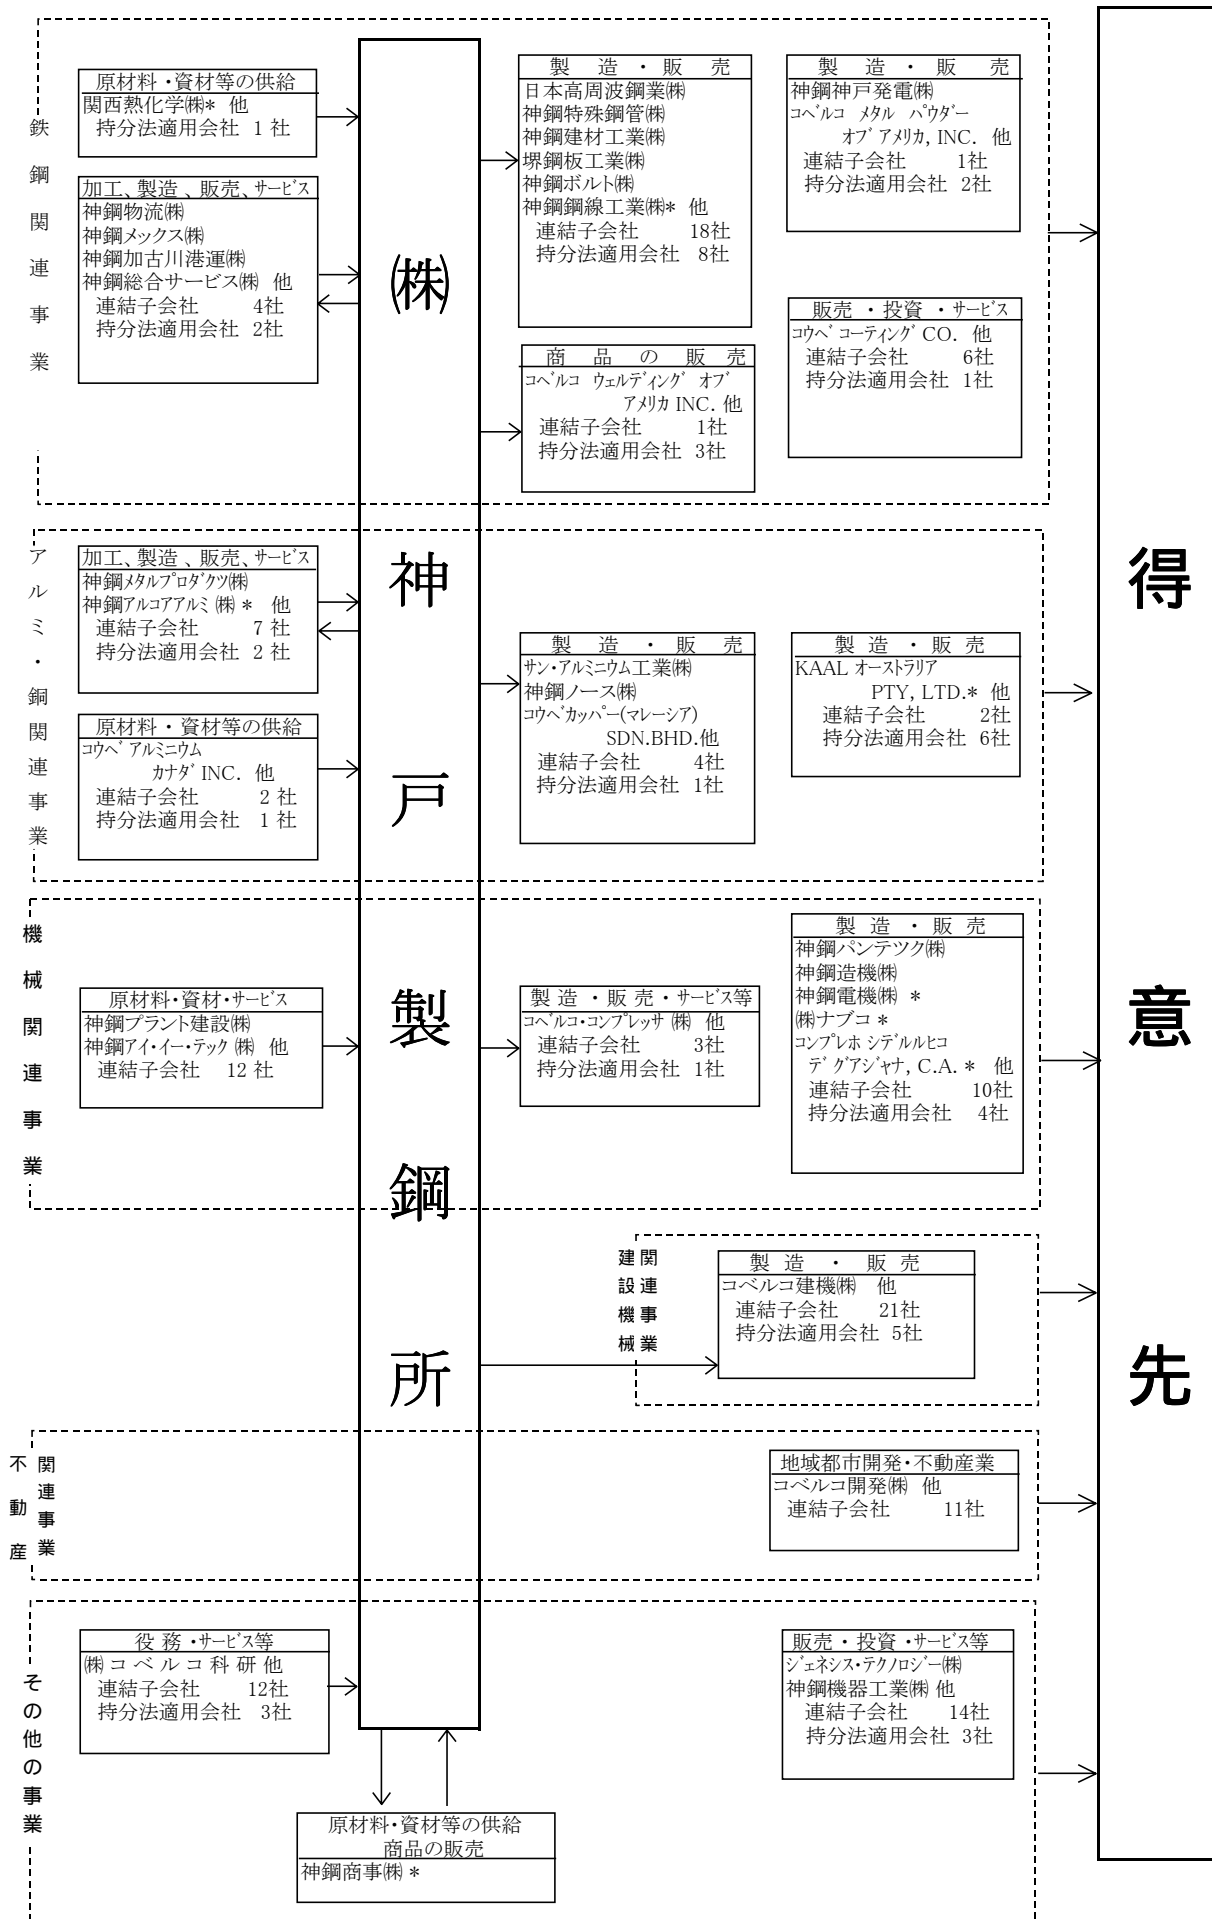 鉄鋼関連事業
原材料・資材等の供給
関西熱化学㈱* 他
持分法適用会社 1 社
加工、製造 、販売、サービス
神鋼物流㈱
神鋼メックス㈱
神鋼加古川港運㈱
神鋼総合サービス㈱ 他
連結子会社 4社
持分法適用会社 2社
製 造 ・ 販 売
日本高周波鋼業㈱
神鋼特殊鋼管㈱
神鋼建材工業㈱
堺鋼板工業㈱
神鋼ボルト㈱
神鋼鋼線工業㈱* 他
連結子会社 18社
持分法適用会社 8社
商 品 の 販 売
コベルコ ウェルディング オブ
アメリカ INC. 他
連結子会社 1社
持分法適用会社 3社
製 造 ・ 販 売
神鋼神戸発電㈱
コベルコ メタル パウダー
オブ アメリカ, INC. 他
連結子会社 1社
持分法適用会社 2社
販売 ・ 投資 ・ サービス
コウベ コーティング CO. 他
連結子会社 6社
持分法適用会社 1社
アルミ・銅関連事業
加工、製造 、販売、サービス
神鋼メタルプロダクツ㈱
神鋼アルコアアルミ㈱ * 他
連結子会社 7 社
持分法適用会社 2 社
原材料 ・ 資材等の供給
コウベ アルミニウム
カナダ INC. 他
連結子会社 2 社
持分法適用会社 1 社
製 造 ・ 販 売
サン・アルミニウム工業㈱
神鋼ノース㈱
コウベカッパー(マレーシア)
SDN.BHD.他
連結子会社 4社
持分法適用会社 1社
製 造 ・ 販 売
KAAL オーストラリア
PTY, LTD.* 他
連結子会社 2社
持分法適用会社 6社
機械関連事業
原材料・資材・サービス
神鋼プラント建設㈱
神鋼アイ・イー・テック ㈱ 他
連結子会社 12 社
製 造 ・ 販 売 ・ サービス等
コベルコ・コンプレッサ ㈱ 他
連結子会社 3社
持分法適用会社 1社
製 造 ・ 販 売
神鋼パンテツク㈱
神鋼造機㈱
神鋼電機㈱ *
㈱ナブコ *
コンプレホ シデルルヒコ
デ グアジャナ, C.A. * 他
連結子会社 10社
持分法適用会社 4社
建設機械
関連事業
製 造 ・ 販 売
コベルコ建機㈱ 他
連結子会社 21社
持分法適用会社 5社
不動産
関連事業
地域都市開発・不動産業
コベルコ開発㈱ 他
連結子会社 11社
その他の事業
役 務 ・サービス等
㈱ コ ベ ル コ 科 研 他
連結子会社 12社
持分法適用会社 3社
販売 ・ 投資 ・サービス等
ジェネシス・テクノロジー㈱
神鋼機器工業㈱ 他
連結子会社 14社
持分法適用会社 3社
原材料・資材等の供給
商品の販売
神鋼商事㈱ *
㈱神戸製鋼所
得意先